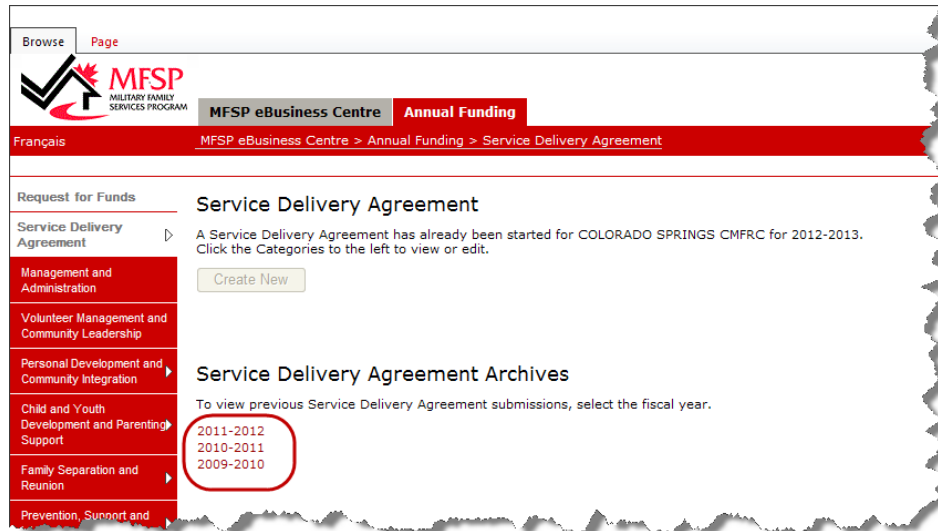 Browse Page
MFSP
MILITARY FAMILY
SERVICES PROGRAM
MFSP eBusiness Centre Annual Funding
Français
MFSP eBusiness Centre > Annual Funding > Service Delivery Agreement
Request for Funds
Service Delivery
Agreement
Management and
Administration
Volunteer Management and
Community Leadership
Personal Development and
Community Integration
Child and Youth
Development and Parenting
Support
Family Separation and
Reunion
Prevention, Support and
Service Delivery Agreement
A Service Delivery Agreement has already been started for COLORADO SPRINGS CMFRC for 2012-2013.
Click the Categories to the left to view or edit.
Create New
Service Delivery Agreement Archives
To view previous Service Delivery Agreement submissions, select the fiscal year.
2011-2012
2010-2011
2009-2010